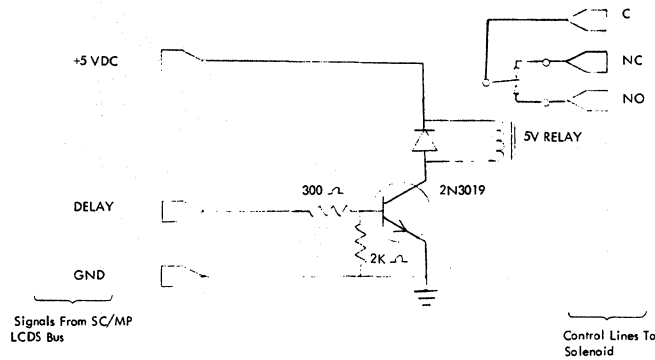 C
+5 VDC
NC
NO
5V RELAY
300 Ω
2N3019
DELAY
2K Ω
GND
Signals From SC/MP
LCDS Bus
Control Lines To
Solenoid